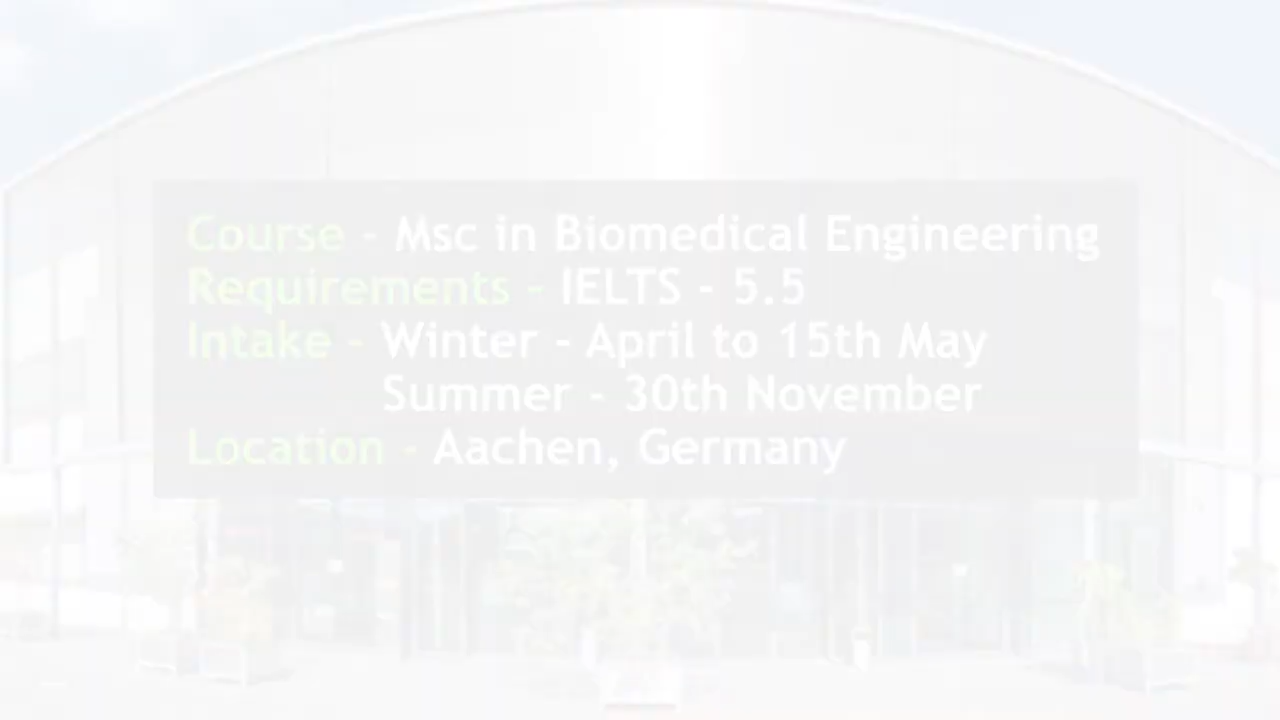 Course - Msc in Biomedical Engineering
Requirements - IELTS - 5.5
Intake - Winter - April to 15th May
Summer - 30th November
Location - Aachen, Germany